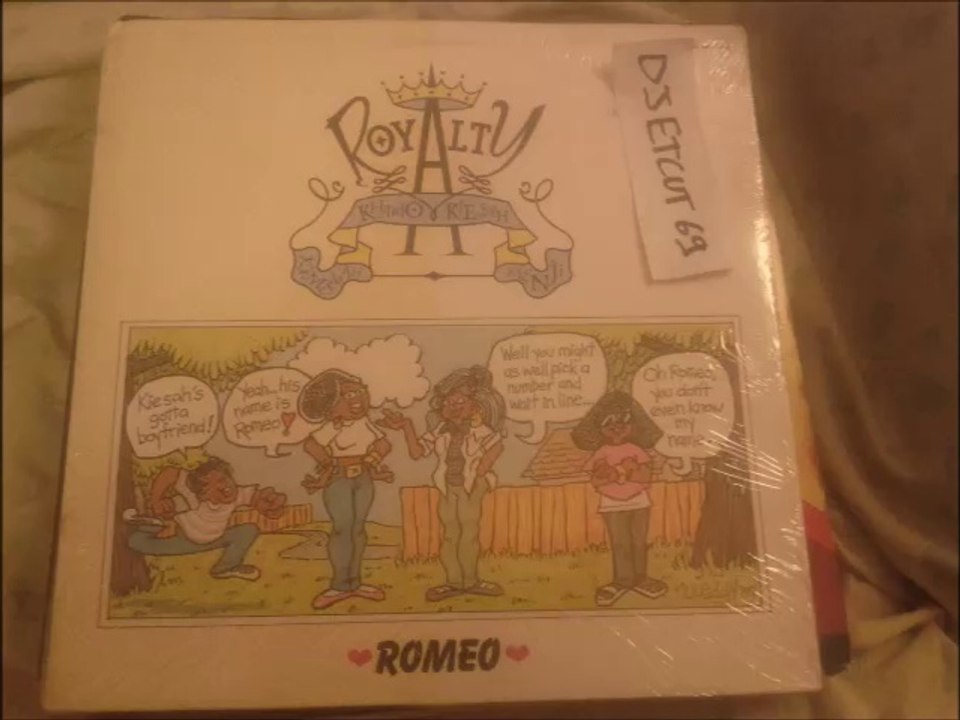 ROYALTY
DJ ETCUT 69
Kiesah's
gotta
boyfriend!
Yeah...his
name is
Romeo
Well you might
as well pick a
number and
wait in line...
Oh Romeo,
you don't
even know
my
name
ROMEO